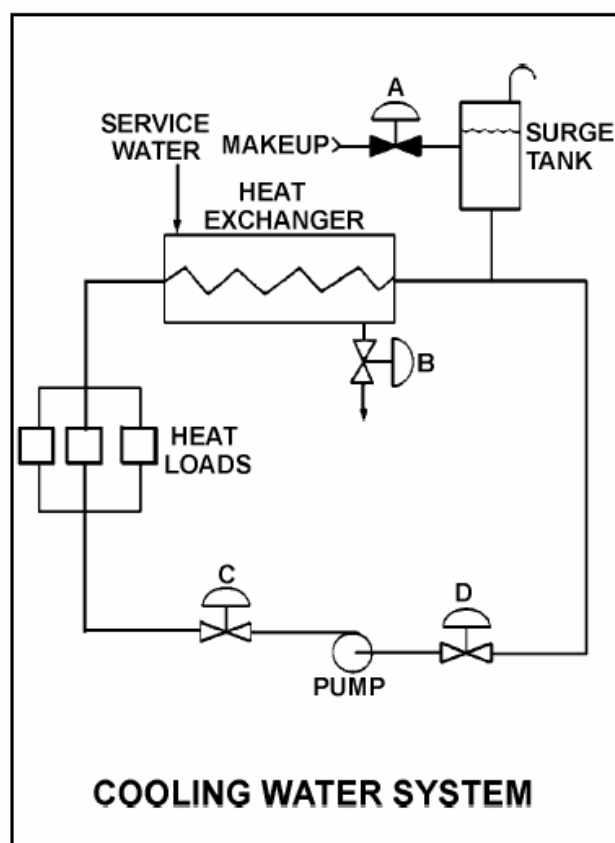 A
SERVICE
WATER
MAKEUP
SURGE
TANK
HEAT
EXCHANGER
B
HEAT
LOADS
C
D
PUMP
COOLING WATER SYSTEM